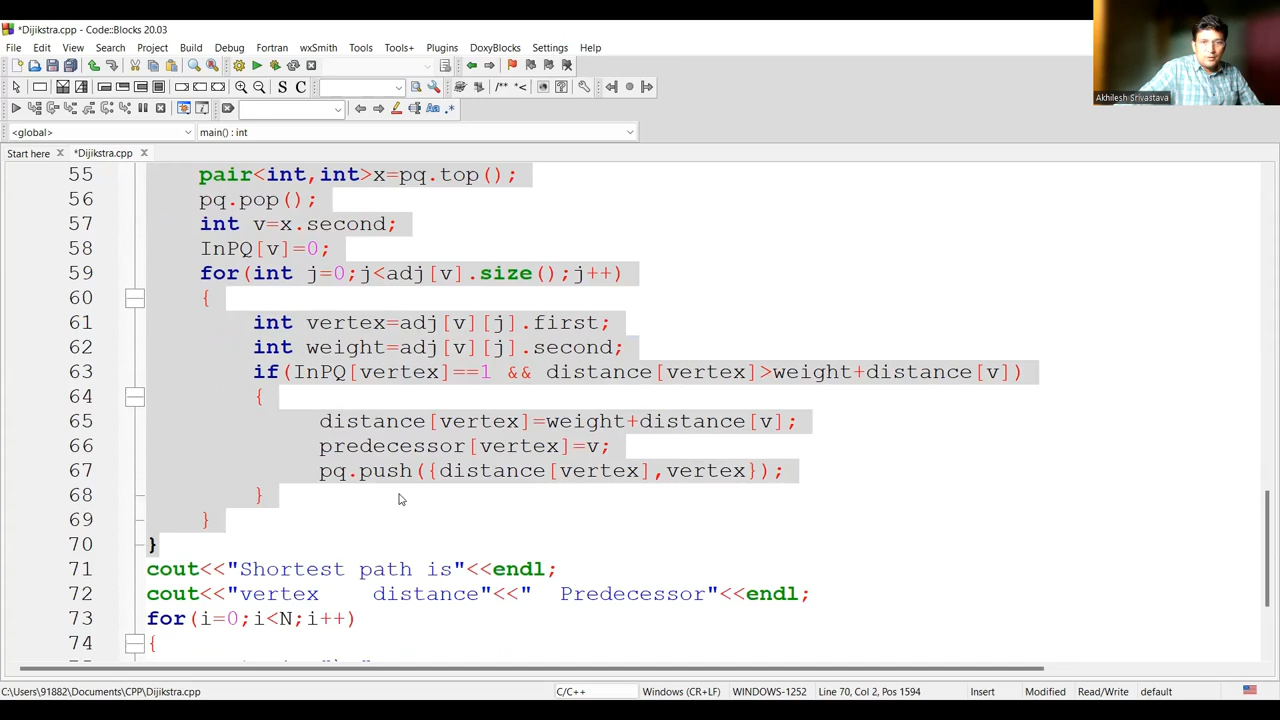 *Dijikstra.cpp - Code::Blocks 20.03
File Edit View Search Project Build Debug Fortran wxSmith Tools Tools+ Plugins DoxyBlocks Settings Help
Akhilesh Srivastava
S C
/** *<
Aa .*
<global> main() : int
Start here *Dijikstra.cpp
55 pair<int,int>x=pq.top();
56 pq.pop();
57 int v=x.second;
58 InPQ[v]=0;
59 for(int j=0;j<adj[v].size();j++)
60 {
61 int vertex=adj[v][j].first;
62 int weight=adj[v][j].second;
63 if(InPQ[vertex]==1 && distance[vertex]>weight+distance[v])
64 {
65 distance[vertex]=weight+distance[v];
66 predecessor[vertex]=v;
67 pq.push({distance[vertex],vertex});
68 }
69 }
70 }
71 cout<<"Shortest path is"<<endl;
72 cout<<"vertex    distance"<<"  Predecessor"<<endl;
73 for(i=0;i<N;i++)
74 {
C:\Users\91882\Documents\CPP\Dijikstra.cpp C/C++ Windows (CR+LF) WINDOWS-1252 Line 70, Col 2, Pos 1594 Insert Modified Read/Write default